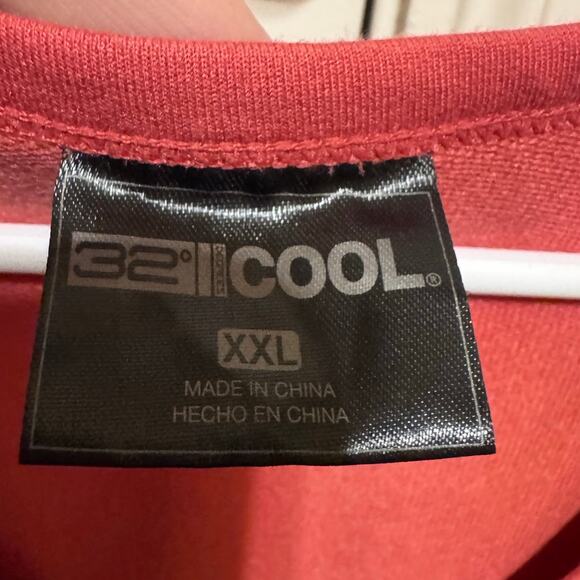 32° COOL®
XXL
MADE IN CHINA
HECHO EN CHINA